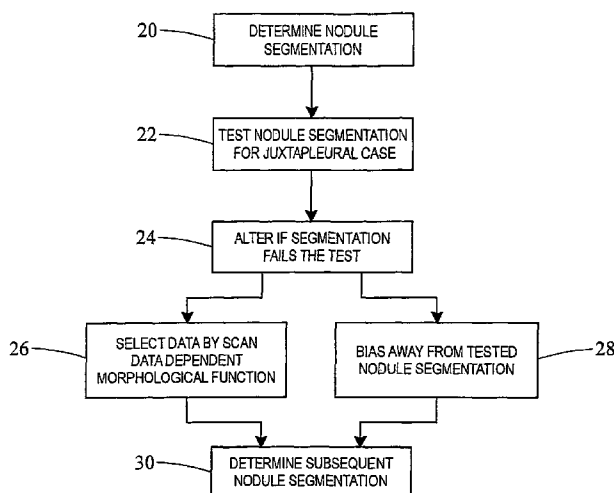 20
DETERMINE NODULE
SEGMENTATION
22
TEST NODULE SEGMENTATION
FOR JUXTAPLEURAL CASE
24
ALTER IF SEGMENTATION
FAILS THE TEST
26
SELECT DATA BY SCAN
DATA DEPENDENT
MORPHOLOGICAL FUNCTION
BIAS AWAY FROM TESTED
NODULE SEGMENTATION
28
30
DETERMINE SUBSEQUENT
NODULE SEGMENTATION